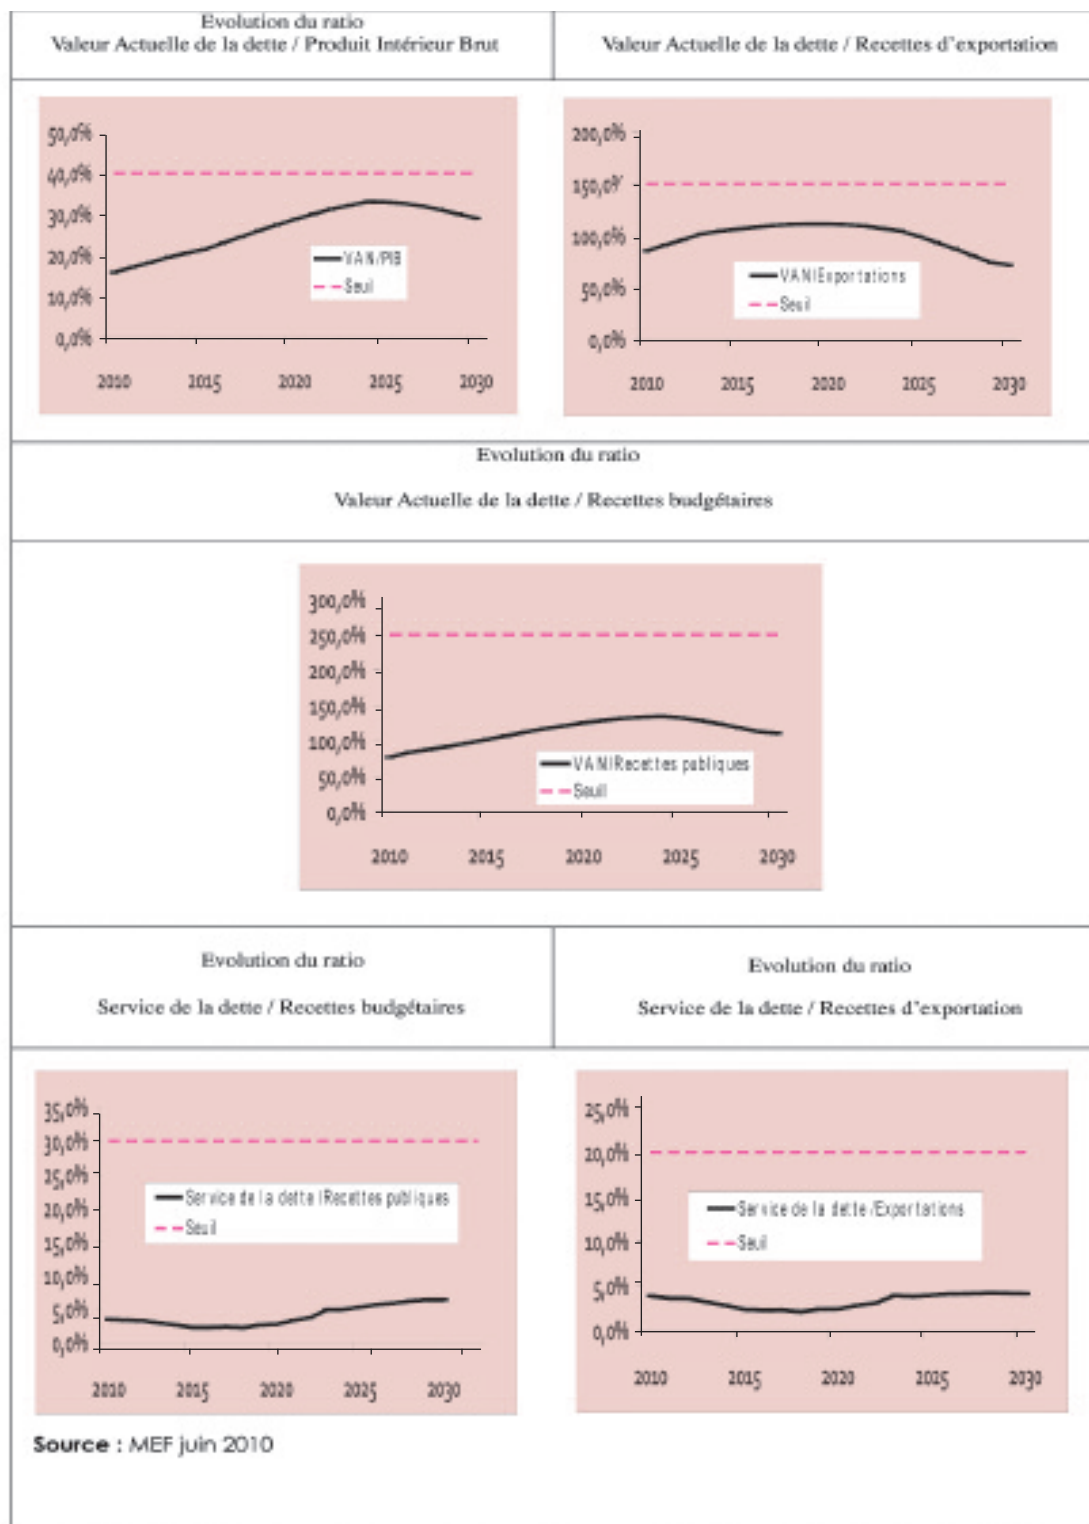 Evolution du ratio
Valeur Actuelle de la dette / Produit Intérieur Brut
Valeur Actuelle de la dette / Recettes d'exportation
50,0%
40,0%
30,0%
20,0%
10,0%
0,0%
VAN/PIB
Seuil
2010 2015 2020 2025 2030
200,0%
150,0%
100,0%
50,0%
0,0%
VAN/Exportations
Seuil
2010 2015 2020 2025 2030
Evolution du ratio
Valeur Actuelle de la dette / Recettes budgétaires
300,0%
250,0%
200,0%
150,0%
100,0%
50,0%
0,0%
VAN/Recettes publiques
Seuil
2010 2015 2020 2025 2030
Evolution du ratio
Service de la dette / Recettes budgétaires
Evolution du ratio
Service de la dette / Recettes d'exportation
35,0%
30,0%
25,0%
20,0%
15,0%
10,0%
5,0%
0,0%
Service de la dette /Recettes publiques
Seuil
2010 2015 2020 2025 2030
25,0%
20,0%
15,0%
10,0%
5,0%
0,0%
Service de la dette /Exportations
Seuil
2010 2015 2020 2025 2030
Source : MEF juin 2010